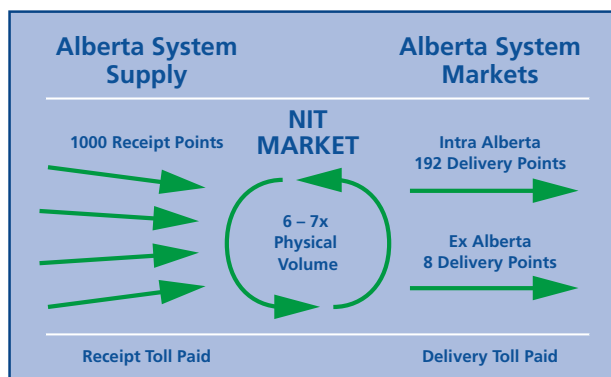 Alberta System
Supply
Alberta System
Markets
1000 Receipt Points
NIT
MARKET
6 – 7x
Physical
Volume
Intra Alberta
192 Delivery Points
Ex Alberta
8 Delivery Points
Receipt Toll Paid
Delivery Toll Paid